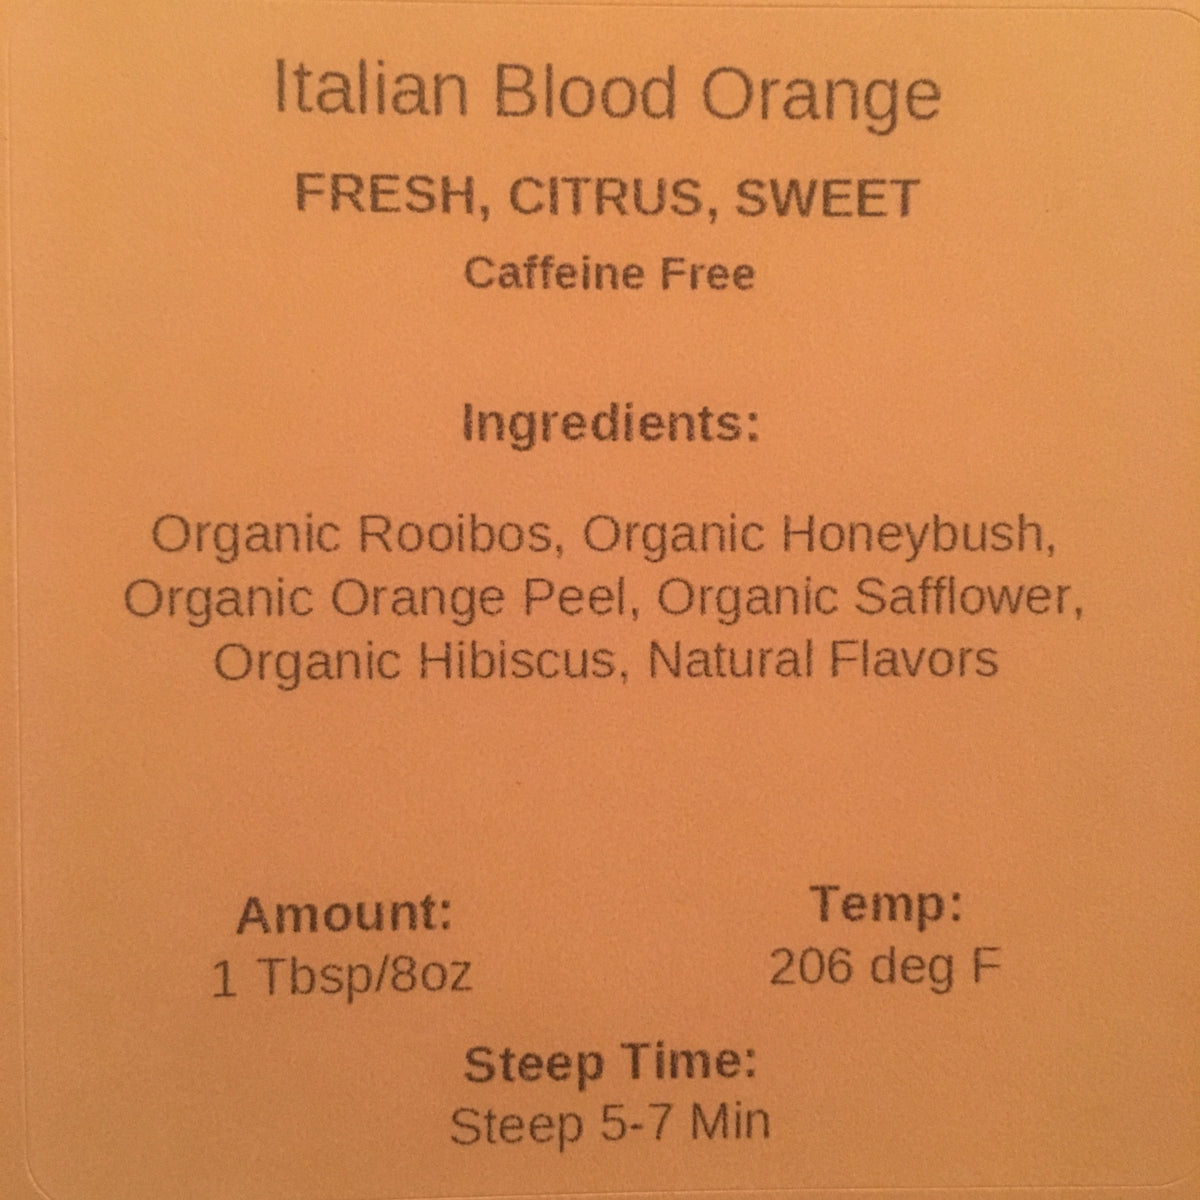 Italian Blood Orange
FRESH, CITRUS, SWEET
Caffeine Free
Ingredients:
Organic Rooibos, Organic Honeybush,
Organic Orange Peel, Organic Safflower,
Organic Hibiscus, Natural Flavors
Amount:
1 Tbsp/8oz
Temp:
206 deg F
Steep Time:
Steep 5-7 Min